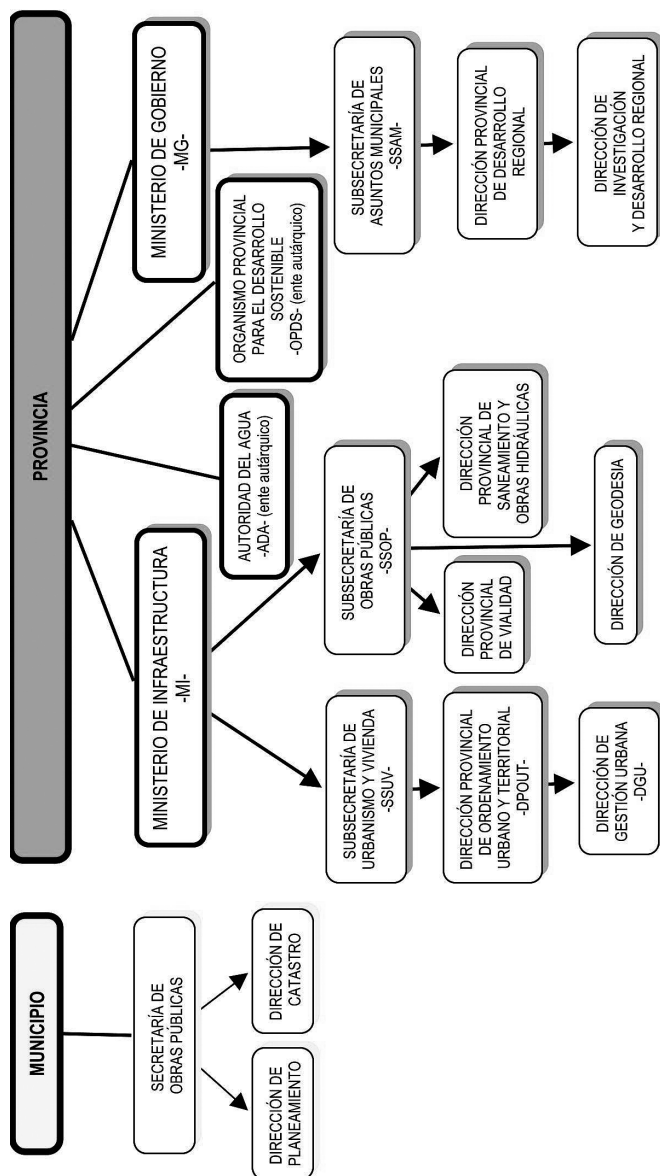 MUNICIPIO
SECRETARÍA DE
OBRAS PÚBLICAS
DIRECCIÓN DE
PLANEAMIENTO
DIRECCIÓN DE
CATASTRO
PROVINCIA
MINISTERIO DE INFRAESTRUCTURA
-MI-
AUTORIDAD DEL AGUA
-ADA- (ente autárquico)
ORGANISMO PROVINCIAL
PARA EL DESARROLLO
SOSTENIBLE
-OPDS- (ente autárquico)
MINISTERIO DE GOBIERNO
-MG-
SUBSECRETARÍA DE
URBANISMO Y VIVIENDA
-SSUV-
SUBSECRETARÍA DE
OBRAS PÚBLICAS
-SSOP-
SUBSECRETARÍA DE
ASUNTOS MUNICIPALES
-SSAM-
DIRECCIÓN PROVINCIAL
DE ORDENAMIENTO
URBANO Y TERRITORIAL
-DPOUT-
DIRECCIÓN
PROVINCIAL
DE VIALIDAD
DIRECCIÓN
PROVINCIAL DE
SANEAMIENTO Y
OBRAS HIDRÁULICAS
DIRECCIÓN PROVINCIAL
DE DESARROLLO
REGIONAL
DIRECCIÓN DE
GESTIÓN URBANA
-DGU-
DIRECCIÓN DE GEODESIA
DIRECCIÓN DE
INVESTIGACIÓN
Y DESARROLLO REGIONAL